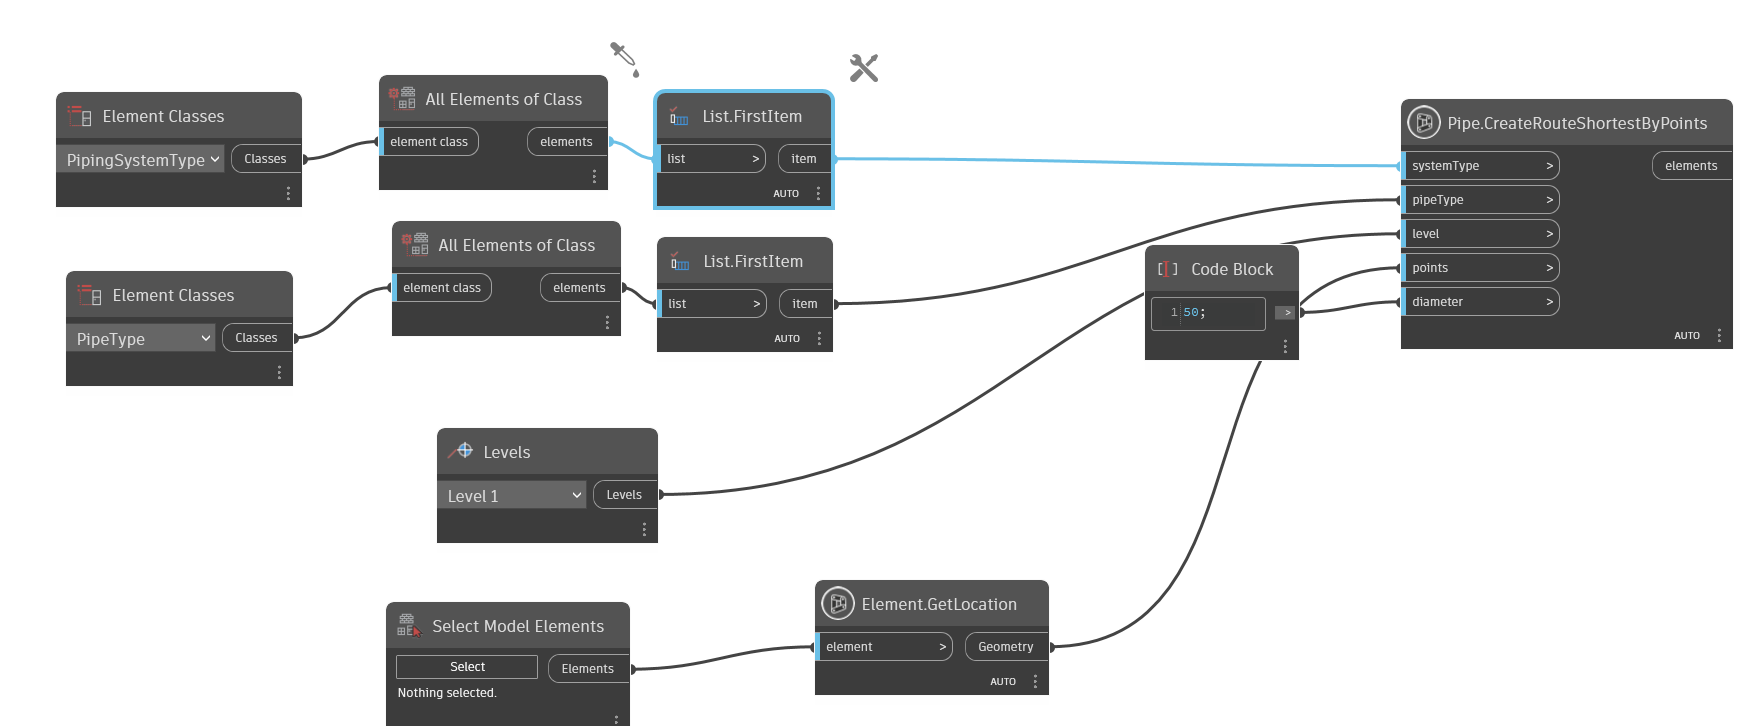 Element Classes
PipingSystemType
Classes
All Elements of Class
element class
elements
List.FirstItem
list
>
item
AUTO
Pipe.CreateRouteShortestByPoints
systemType
>
elements
pipeType
>
level
>
points
>
diameter
>
AUTO
Element Classes
PipeType
Classes
All Elements of Class
element class
elements
List.FirstItem
list
>
item
AUTO
Code Block
1 50;
>
Levels
Level 1
Levels
Select Model Elements
Select
Elements
Nothing selected.
Element.GetLocation
element
>
Geometry
AUTO